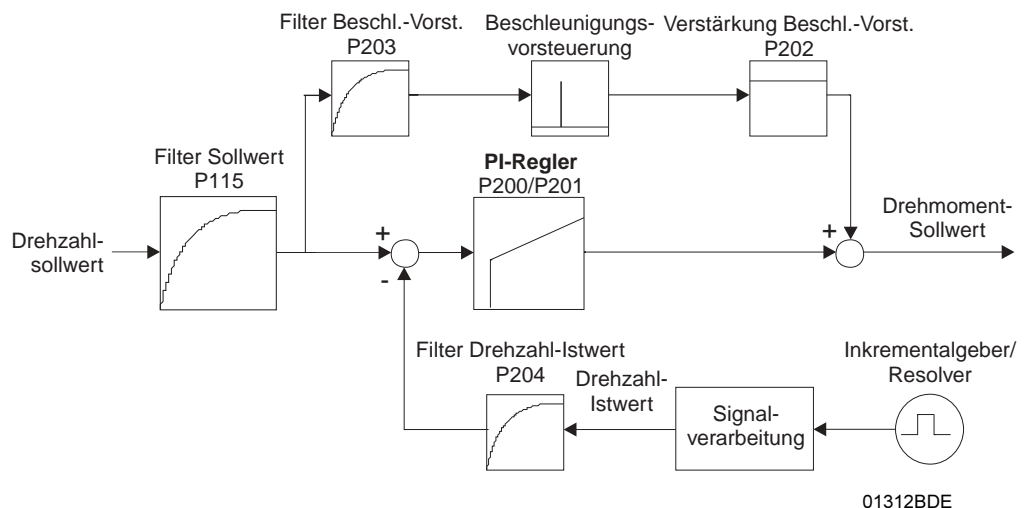 Filter Beschl.-Vorst.
P203
Beschleunigungs-
vorsteuerung
Verstärkung Beschl.-Vorst.
P202
Filter Sollwert
P115
PI-Regler
P200/P201
Drehzahl-
sollwert
+
-
+
Drehmoment-
Sollwert
Filter Drehzahl-Istwert
P204
Drehzahl-
Istwert
Signal-
verarbeitung
Inkrementalgeber/
Resolver
01312BDE